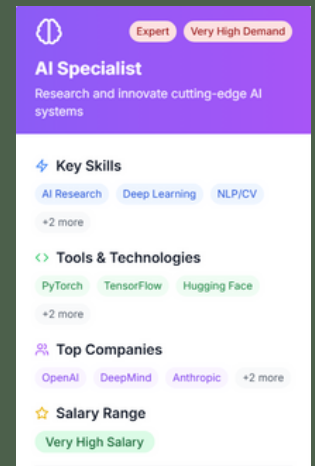 Expert Very High Demand
AI Specialist
Research and innovate cutting-edge AI
systems
Key Skills
AI Research Deep Learning NLP/CV
+2 more
Tools & Technologies
PyTorch TensorFlow Hugging Face
+2 more
Top Companies
OpenAI DeepMind Anthropic +2 more
Salary Range
Very High Salary